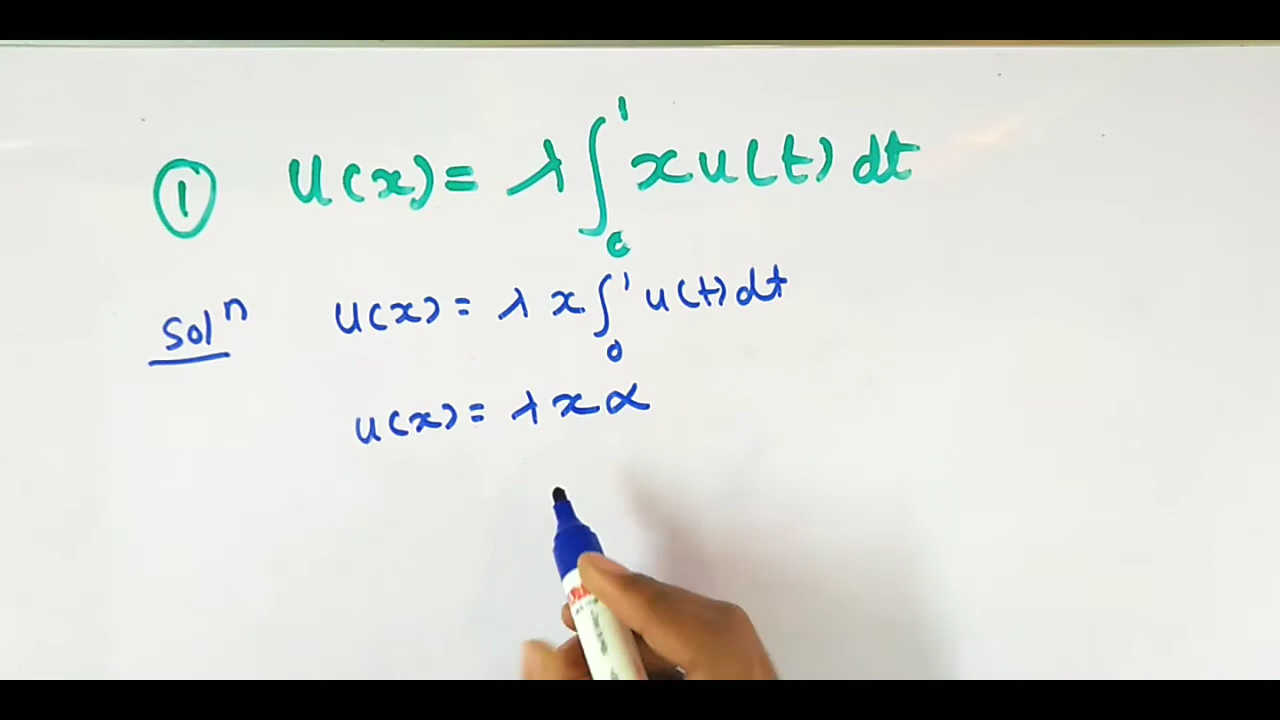 ① u(x) = λ∫₀¹ x u(t) dt
Solⁿ u(x) = λ x ∫₀¹ u(t) dt
u(x) = λ x α